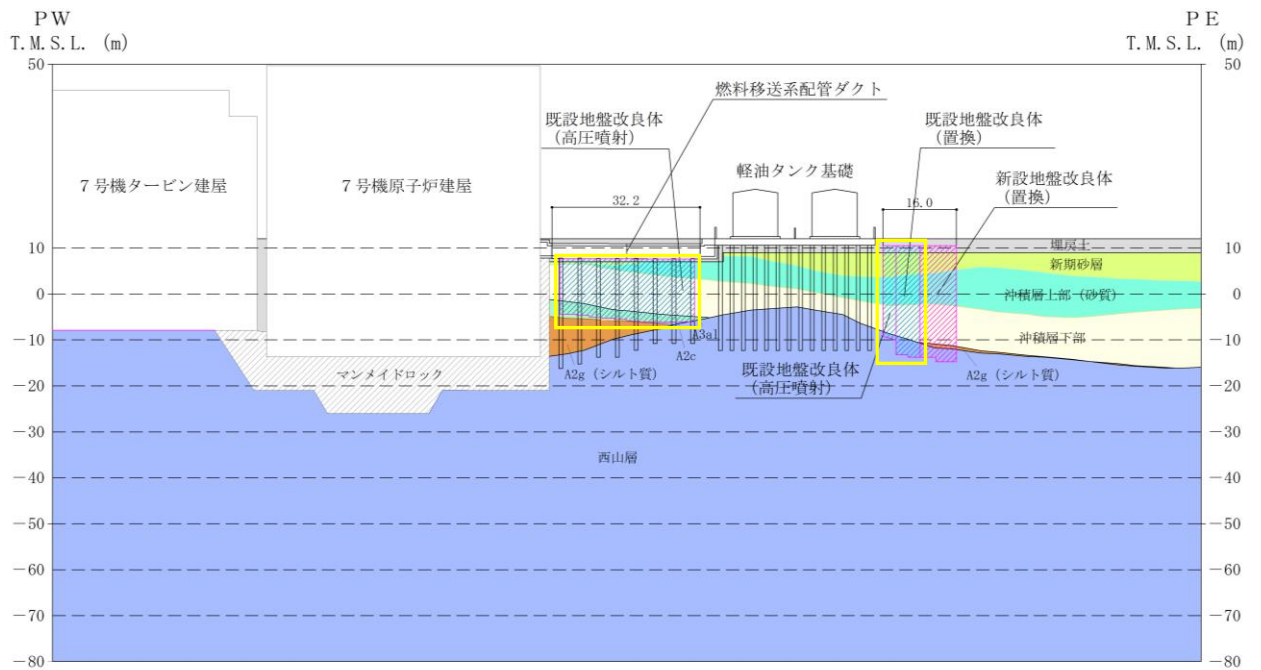 PW
T.M.S.L. (m)
PE
T.M.S.L. (m)
50
50
燃料移送系配管ダクト
既設地盤改良体
(高圧噴射)
既設地盤改良体
(置換)
軽油タンク基礎
新設地盤改良体
(置換)
7号機タービン建屋
7号機原子炉建屋
32.2
16.0
10
埋戻土
10
新期砂層
0
沖積層上部(砂質)
0
A3a1
沖積層下部
-10
A2c
-10
マンメイドロック
A2g(シルト質)
既設地盤改良体
(高圧噴射)
A2g(シルト質)
-20
-20
-30
-30
西山層
-40
-40
-50
-50
-60
-60
-70
-70
-80
-80